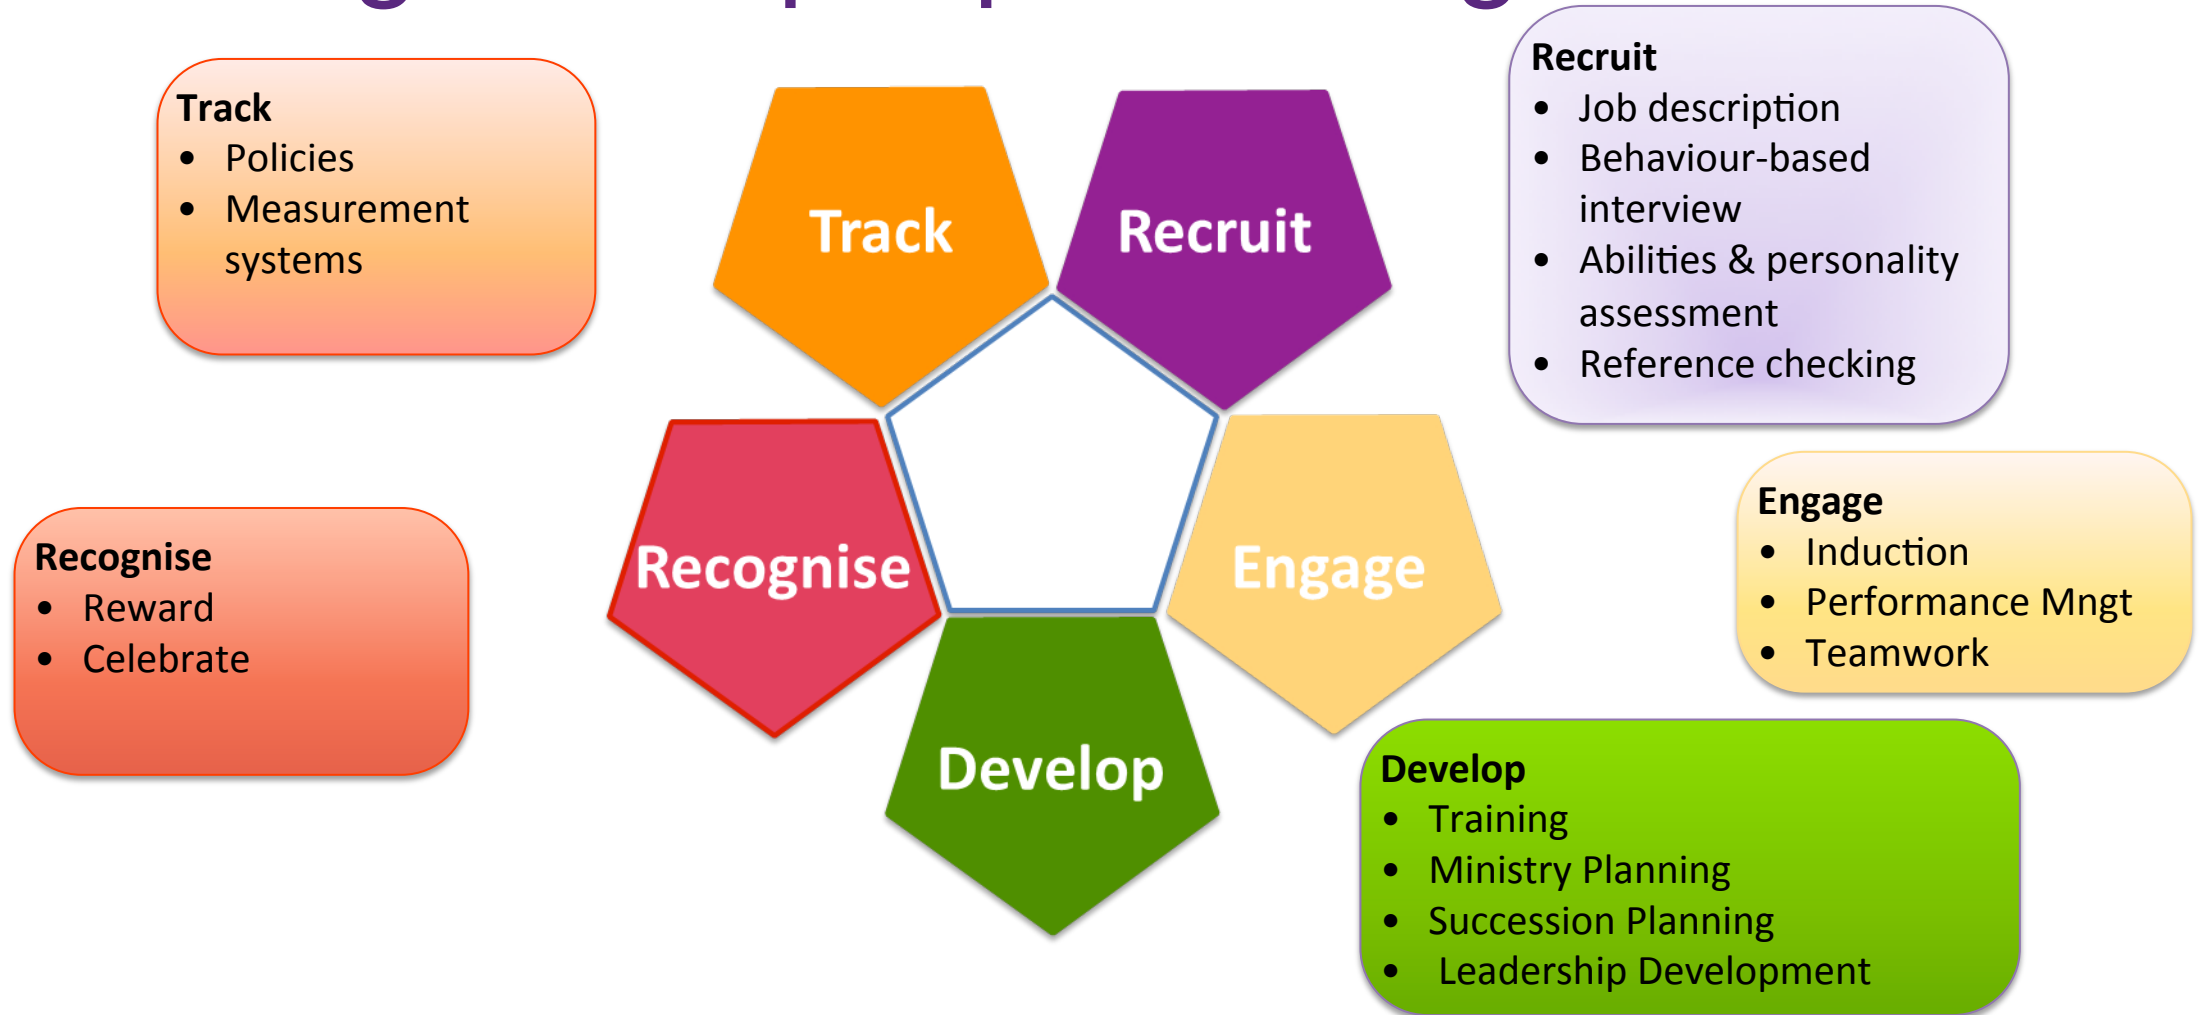 Track
• Policies
• Measurement
systems
Track
Recruit
Recruit
• Job description
• Behaviour-based
interview
• Abilities & personality
assessment
• Reference checking
Recognise
• Reward
• Celebrate
Recognise
Engage
Engage
• Induction
• Performance Mngt
• Teamwork
Develop
Develop
• Training
• Ministry Planning
• Succession Planning
• Leadership Development